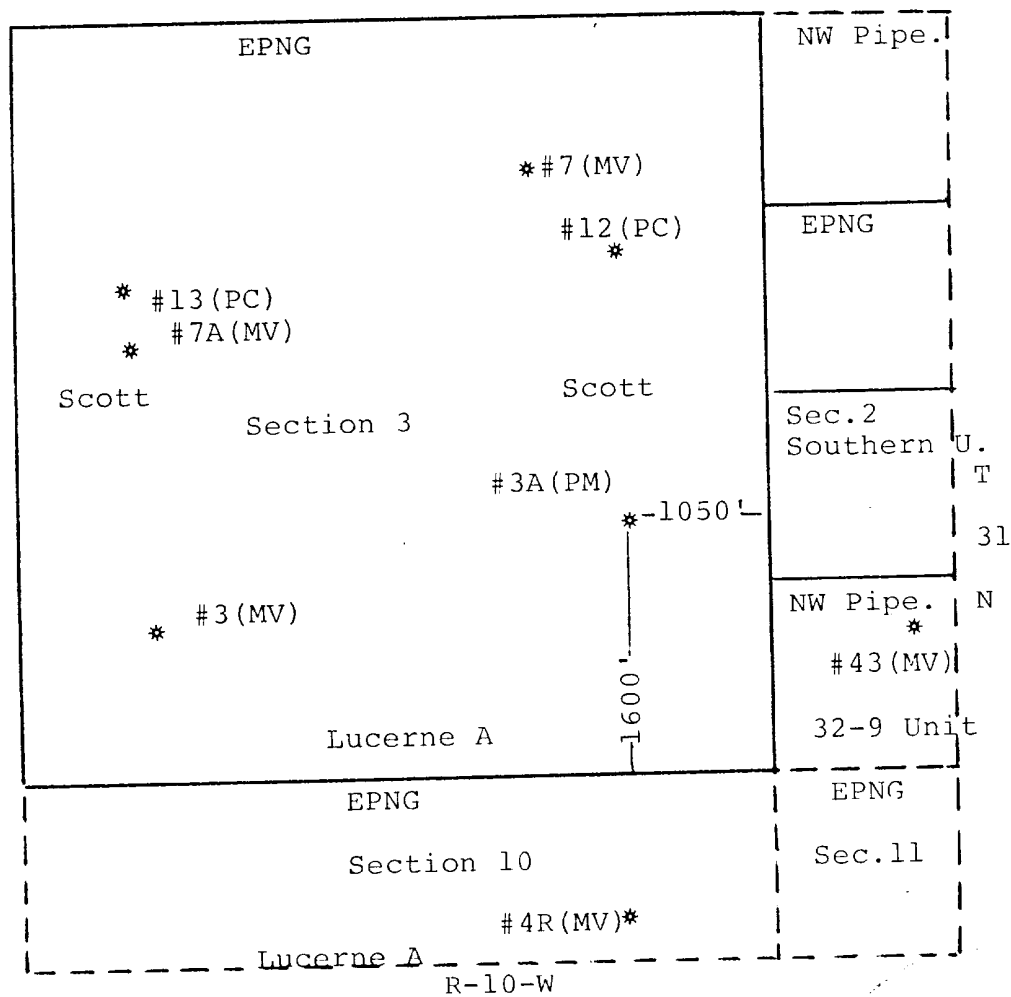 EPNG
NW Pipe.
#7(MV)
#12(PC)
EPNG
#13(PC)
#7A(MV)
Scott
Scott
Section 3
Sec.2
Southern U.
T
31
N
#3A(PM)
1050'
#3(MV)
NW Pipe.
#43(MV)
1600'
32-9 Unit
Lucerne A
EPNG
EPNG
Section 10
Sec.11
#4R(MV)
Lucerne A
R-10-W